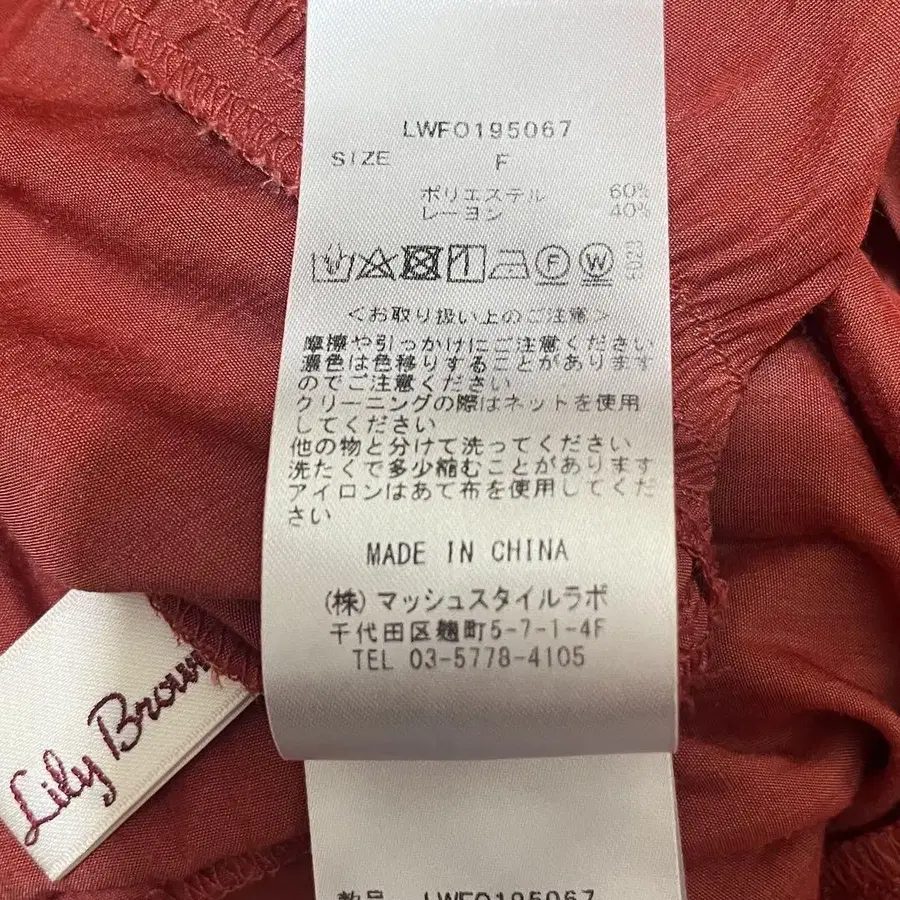 LWFO195067
SIZE F
ポリエステル 60%
レーヨン 40%
F W
<お取り扱い上のご注意>
摩擦や引っかけにご注意ください
濃色は色移りすることがあります
のでご注意ください
クリーニングの際はネットを使用
してください
他の物と分けて洗ってください
洗たくで多少縮むことがあります
アイロンはあて布を使用してくだ
さい
MADE IN CHINA
(株)マッシュスタイルラボ
千代田区麹町5-7-1-4F
TEL 03-5778-4105
Lily Brown
LWFO195067